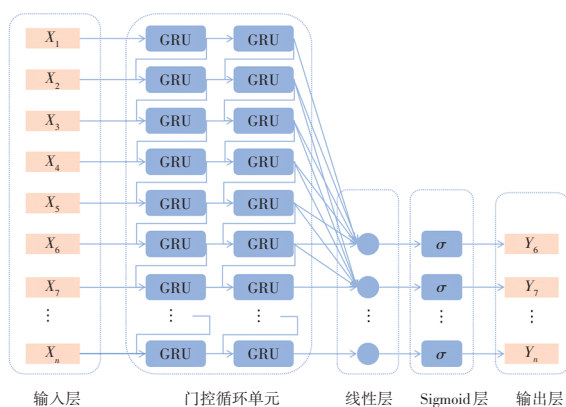 X1 GRU GRU
X2 GRU GRU
X3 GRU GRU
X4 GRU GRU
X5 GRU GRU
X6 GRU GRU σ Y6
X7 GRU GRU σ Y7
⋮ ⋮ ⋮ ⋮ ⋮ ⋮
Xn GRU GRU σ Yn
输入层 门控循环单元 线性层 Sigmoid层 输出层